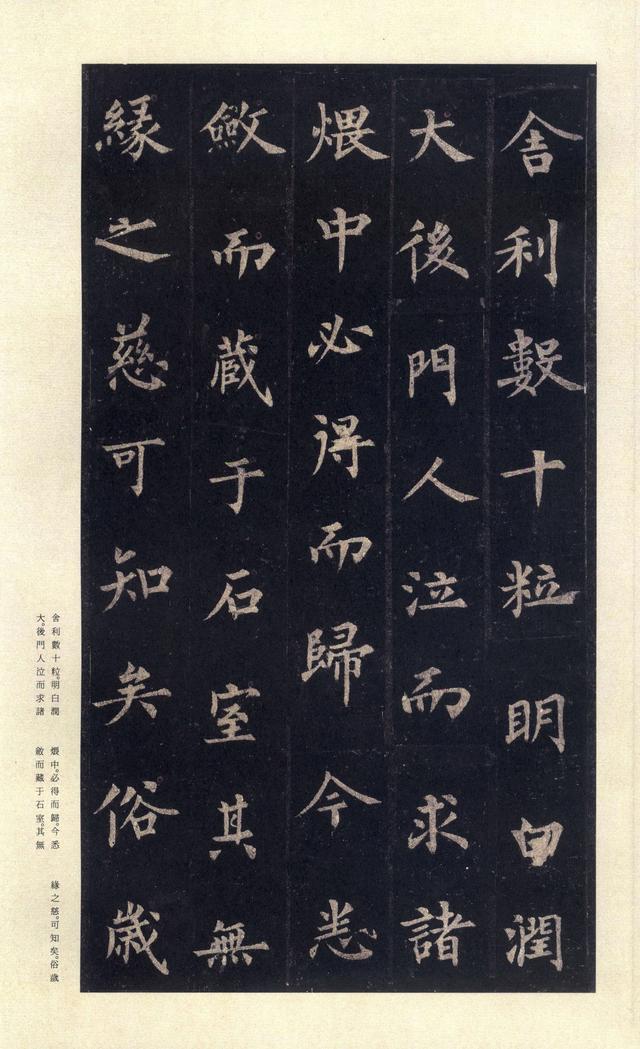 舍利數十粒明白潤
大後門人泣而求諸
煨中必得而歸今悉
斂而蔵于石室其無
縁之慈可知矣俗歲
舍利數十粒。明白潤
大。後門人泣而求諸
煨中。必得而歸。今悉
斂而藏于石室。其無
緣之慈。可知矣。俗歲